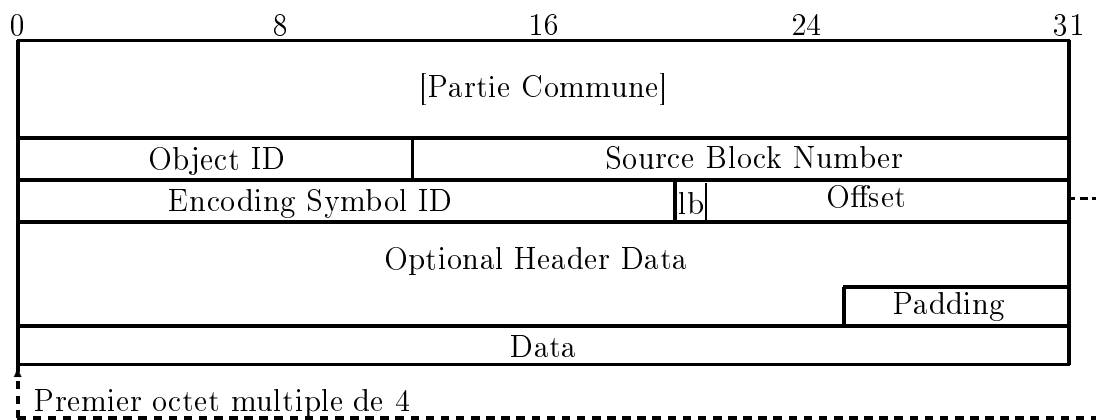 0 8 16 24 31
[Partie Commune]
Object ID Source Block Number
Encoding Symbol ID lb Offset
Optional Header Data
Padding
Data
Premier octet multiple de 4